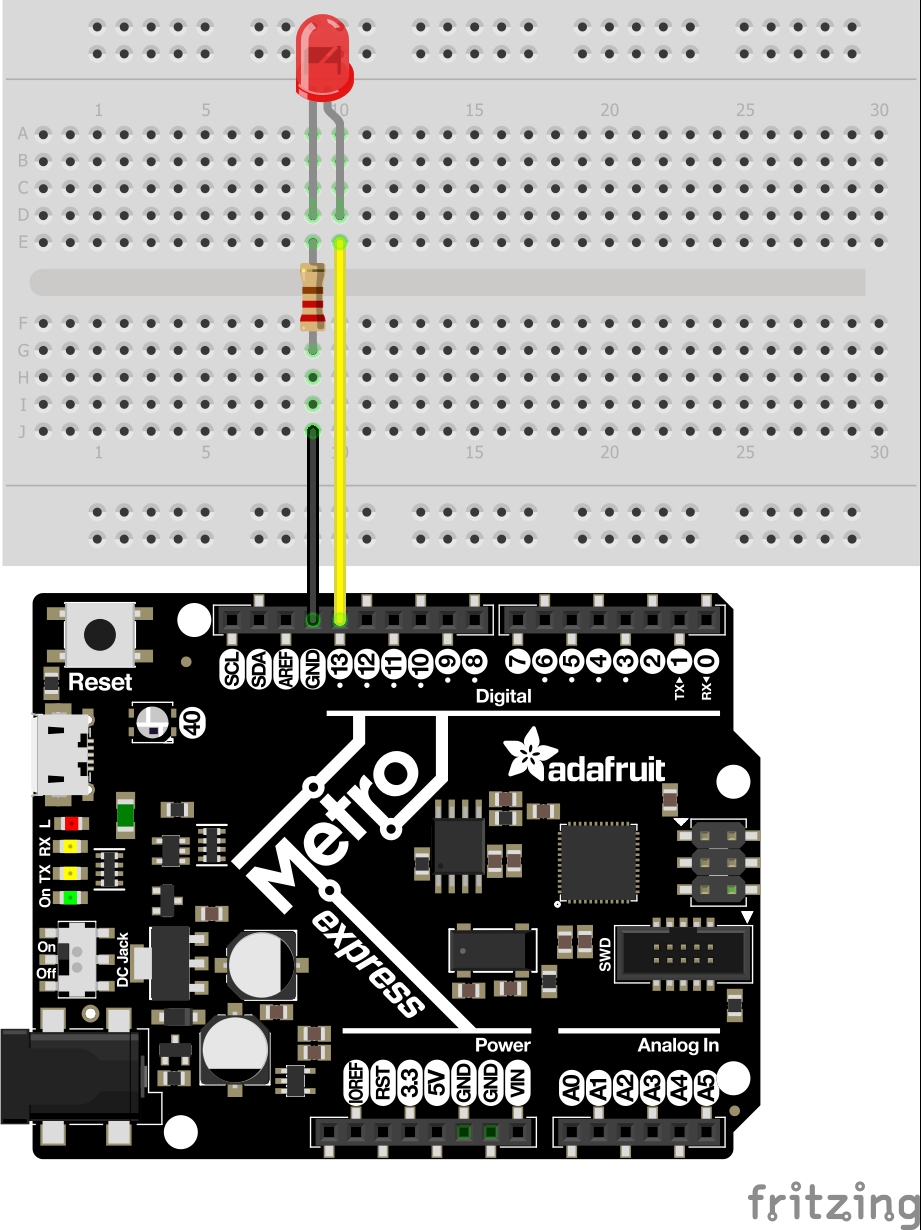 1 5 10 15 20 25 30
A
B
C
D
E
F
G
H
I
J
1 5 10 15 20 25 30
SCL SDA AREF GND 13 12 11 10 9 8 7 6 5 4 3 2 1 0
TX RX
Reset
Digital
40
adafruit
Metro
express
L
RX
TX
On
On
Off
DC Jack
SWD
Power
Analog In
IOREF RST 3.3 5V GND GND VIN A0 A1 A2 A3 A4 A5
fritzing